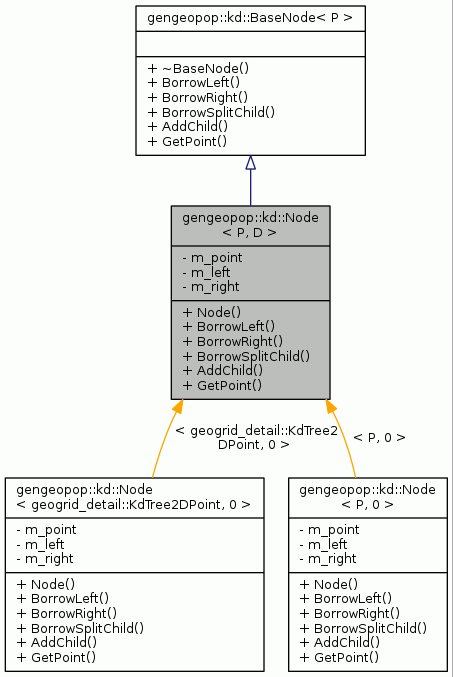 gengeopop::kd::BaseNode< P >
+ ~BaseNode()
+ BorrowLeft()
+ BorrowRight()
+ BorrowSplitChild()
+ AddChild()
+ GetPoint()
gengeopop::kd::Node
< P, D >
- m_point
- m_left
- m_right
+ Node()
+ BorrowLeft()
+ BorrowRight()
+ BorrowSplitChild()
+ AddChild()
+ GetPoint()
< geogrid_detail::KdTree2
DPoint, 0 >
< P, 0 >
gengeopop::kd::Node
< geogrid_detail::KdTree2DPoint, 0 >
- m_point
- m_left
- m_right
+ Node()
+ BorrowLeft()
+ BorrowRight()
+ BorrowSplitChild()
+ AddChild()
+ GetPoint()
gengeopop::kd::Node
< P, 0 >
- m_point
- m_left
- m_right
+ Node()
+ BorrowLeft()
+ BorrowRight()
+ BorrowSplitChild()
+ AddChild()
+ GetPoint()